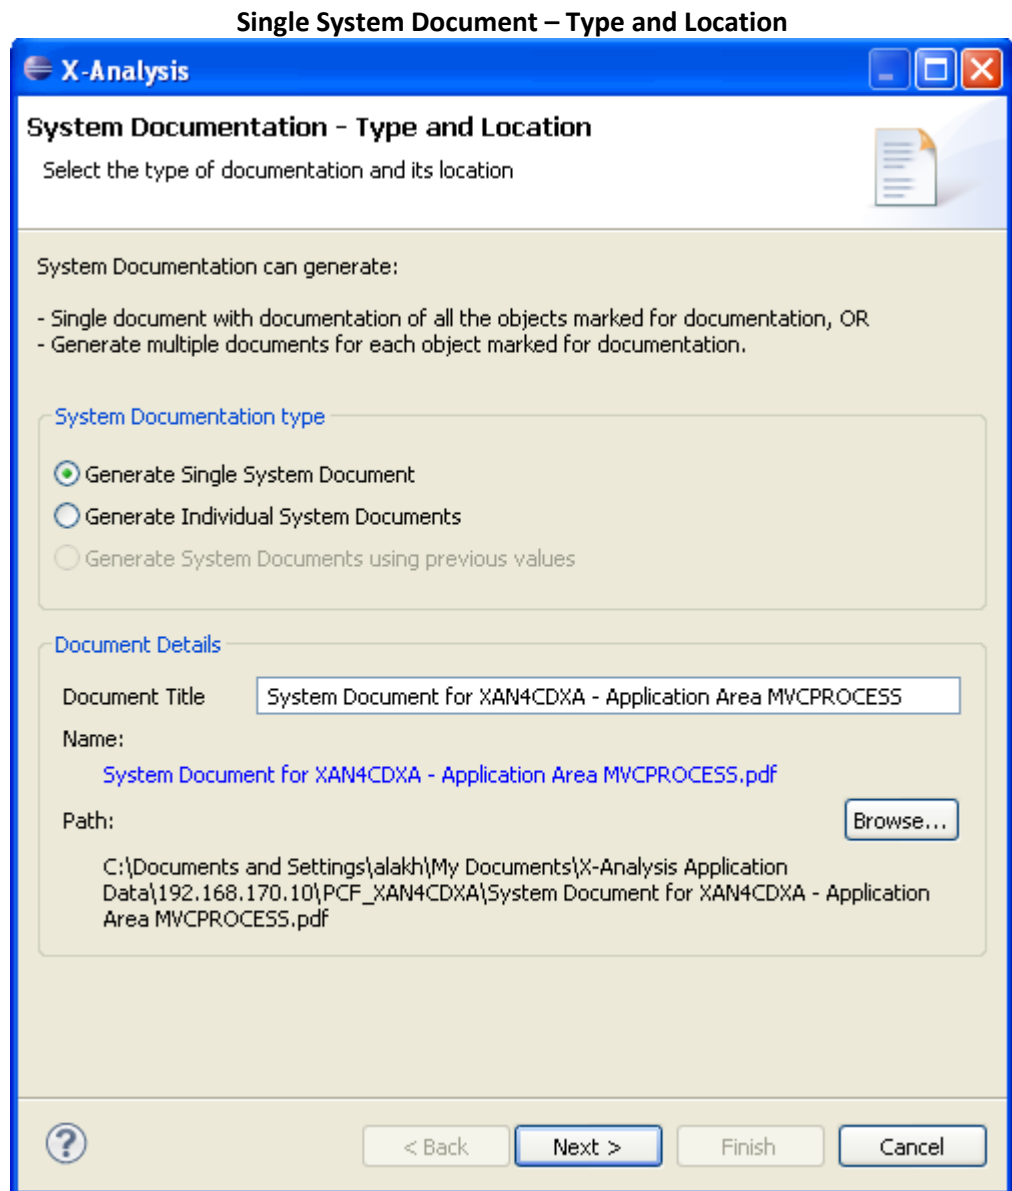 Single System Document – Type and Location
X-Analysis
System Documentation - Type and Location
Select the type of documentation and its location
System Documentation can generate:
- Single document with documentation of all the objects marked for documentation, OR
- Generate multiple documents for each object marked for documentation.
System Documentation type
Generate Single System Document
Generate Individual System Documents
Generate System Documents using previous values
Document Details
Document Title System Document for XAN4CDXA - Application Area MVCPROCESS
Name:
System Document for XAN4CDXA - Application Area MVCPROCESS.pdf
Path: Browse...
C:\Documents and Settings\alakh\My Documents\X-Analysis Application
Data\192.168.170.10\PCF_XAN4CDXA\System Document for XAN4CDXA - Application
Area MVCPROCESS.pdf
? < Back Next > Finish Cancel